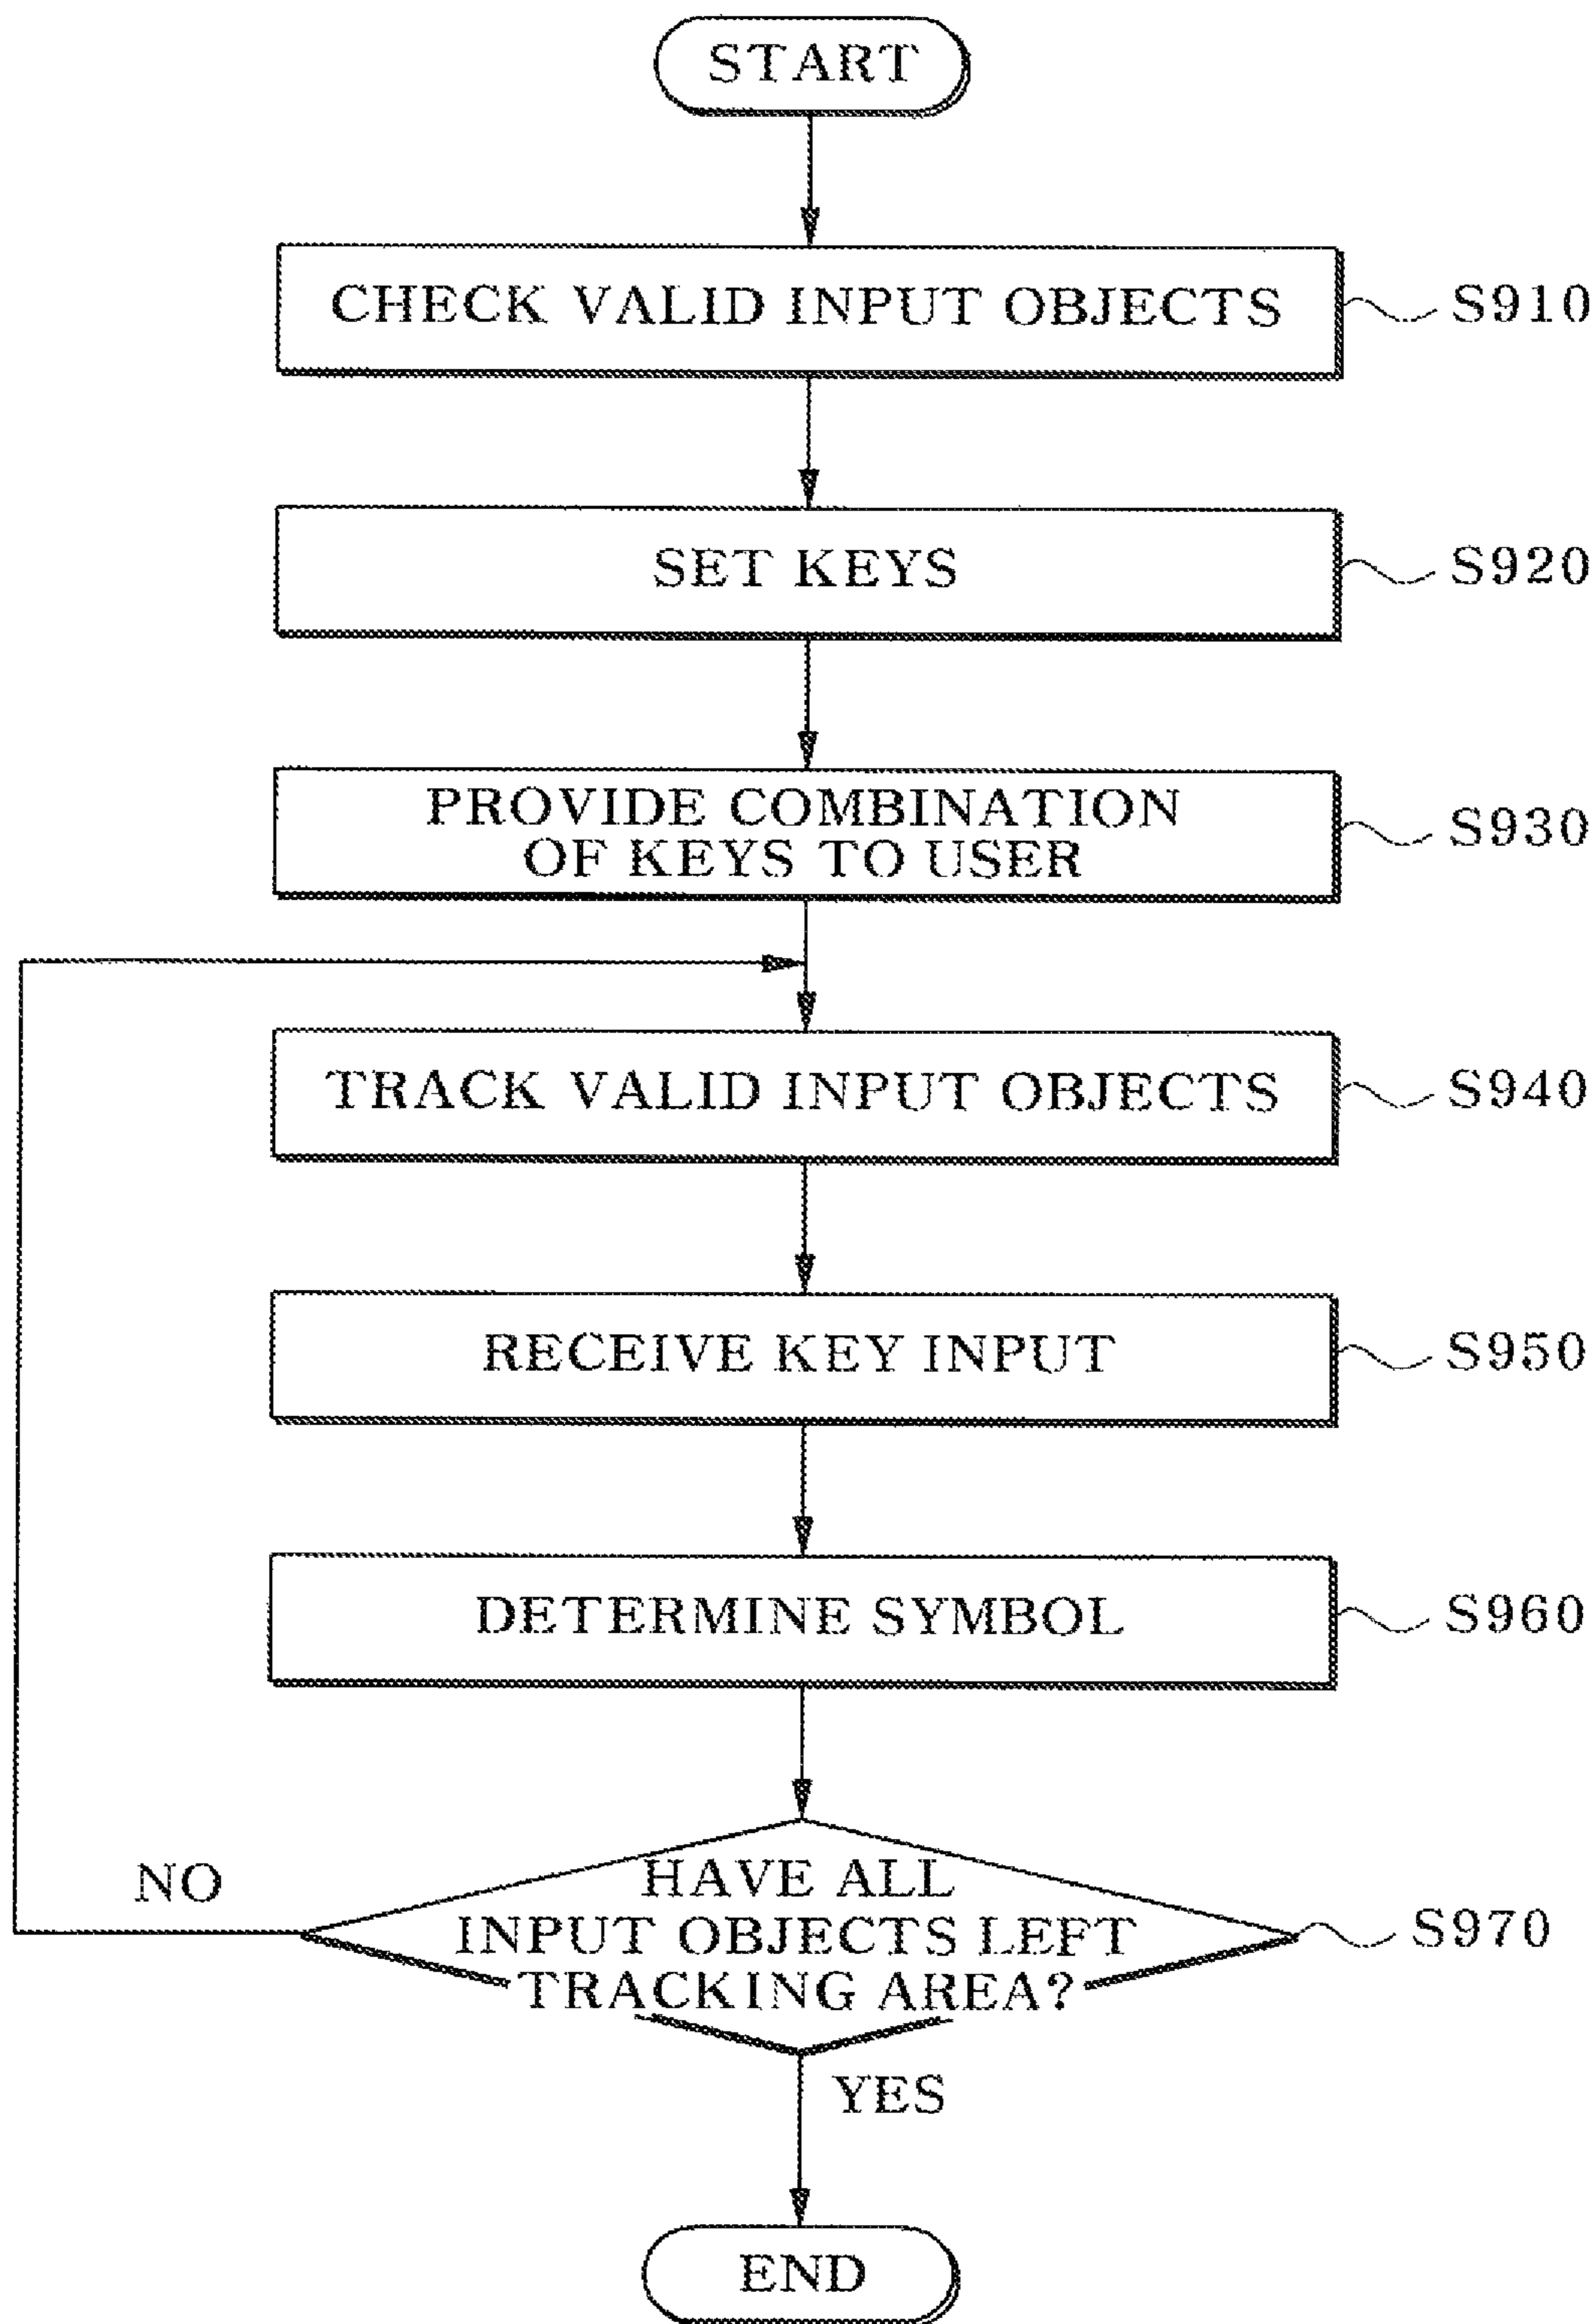 START
CHECK VALID INPUT OBJECTS
S910
SET KEYS
S920
PROVIDE COMBINATION
OF KEYS TO USER
S930
TRACK VALID INPUT OBJECTS
S940
RECEIVE KEY INPUT
S950
DETERMINE SYMBOL
S960
NO
HAVE ALL
INPUT OBJECTS LEFT
TRACKING AREA?
S970
YES
END